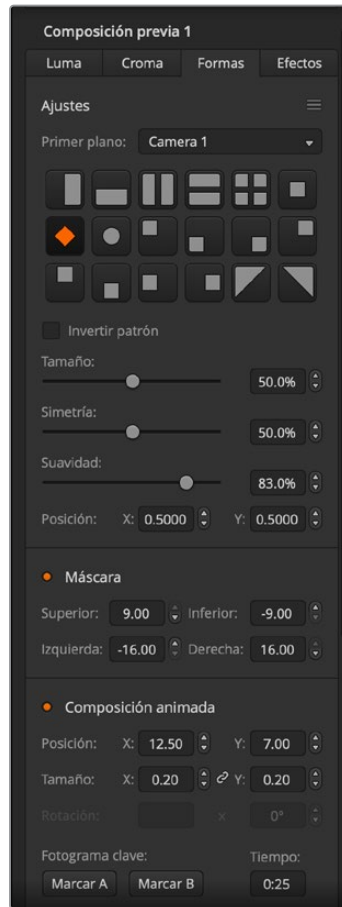 Composición previa 1
Luma Croma Formas Efectos
Ajustes
Primer plano: Camera 1
Invertir patrón
Tamaño:
50.0%
Simetría:
50.0%
Suavidad:
83.0%
Posición: X: 0.5000 Y: 0.5000
Máscara
Superior: 9.00 Inferior: -9.00
Izquierda: -16.00 Derecha: 16.00
Composición animada
Posición: X: 12.50 Y: 7.00
Tamaño: X: 0.20 Y: 0.20
Rotación: x 0°
Fotograma clave: Tiempo:
Marcar A Marcar B 0:25